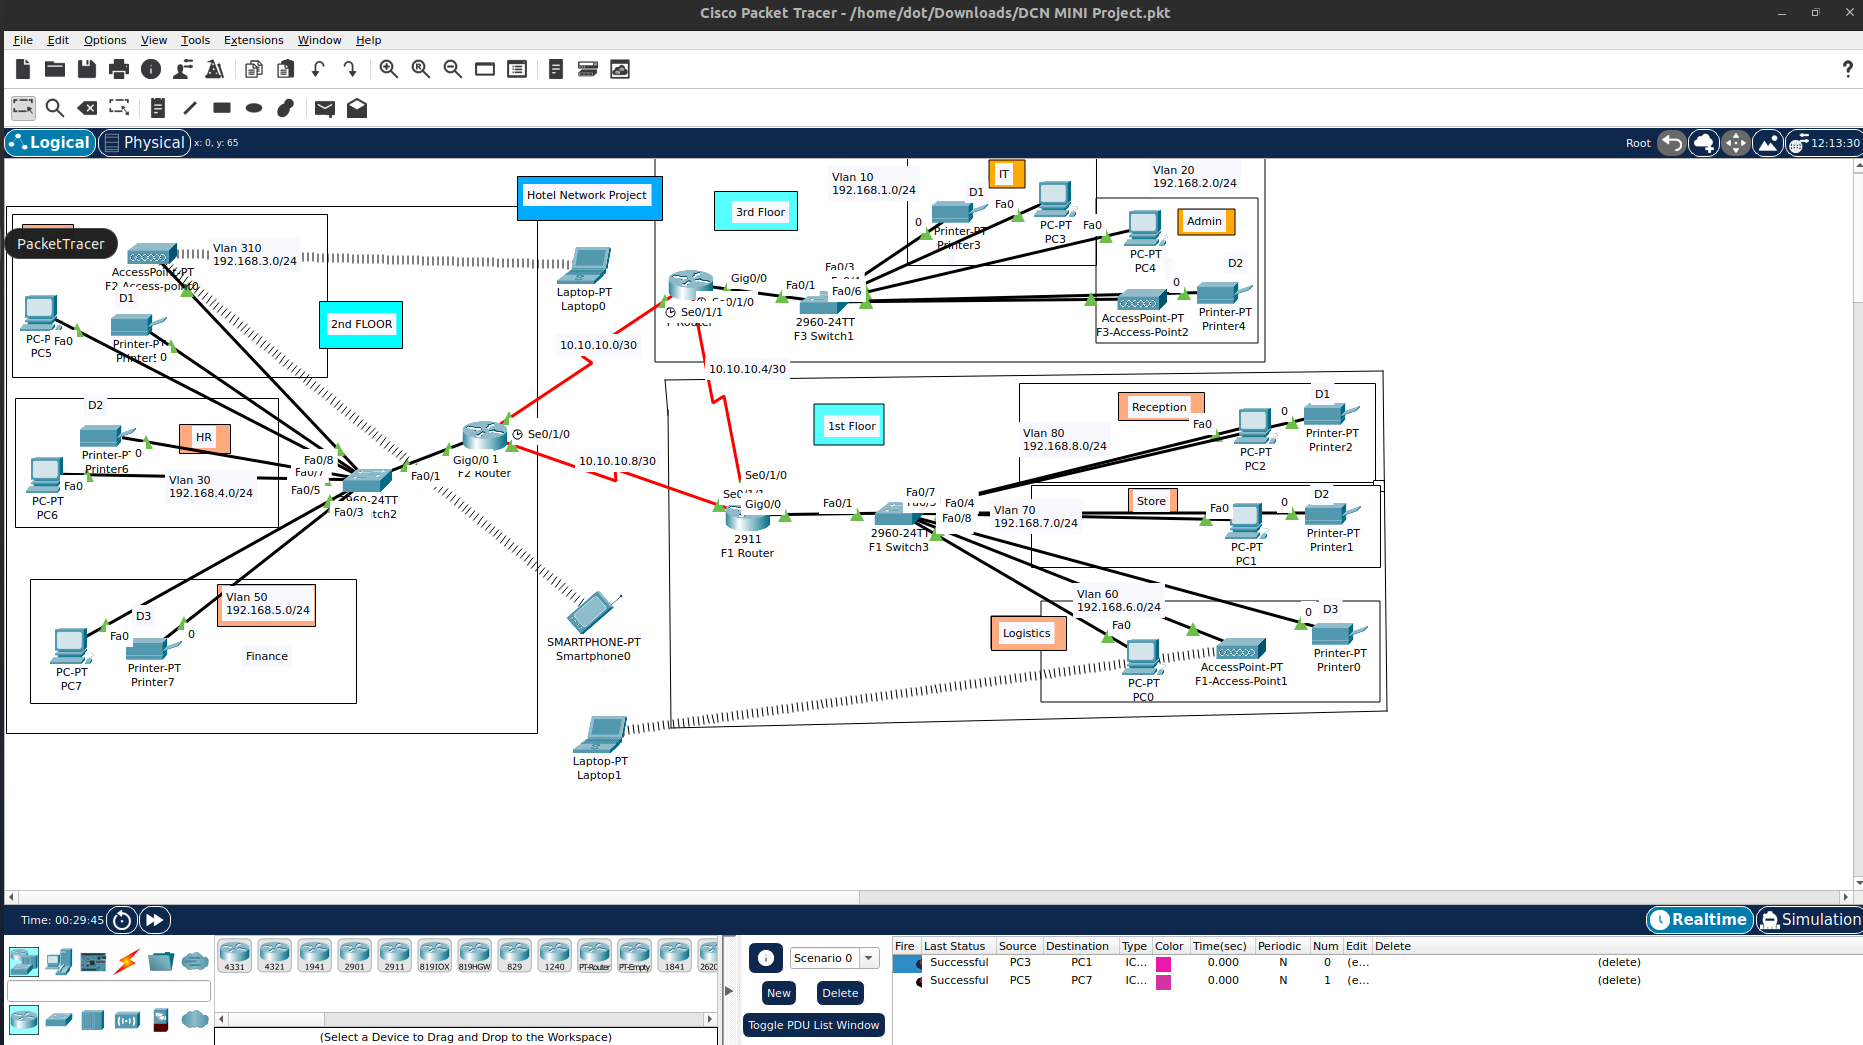 Cisco Packet Tracer - /home/dot/Downloads/DCN MINI Project.pkt
File Edit Options View Tools Extensions Window Help
?
Logical Physical x: 0, y: 65 Root 12:13:30
PacketTracer
Hotel Network Project
Vlan 310
192.168.3.0/24
AccessPoint-PT
F2 Access-point0
D1
PC5
Fa0
Printer-PT
0
2nd FLOOR
Laptop-PT
Laptop0
D2
HR
Printer-PT
Printer6
0
Fa0
PC-PT
PC6
Vlan 30
192.168.4.0/24
Fa0/8
Fa0/7
Fa0/5
Fa0/3
Fa0/1
Gig0/0
F2 Router
Se0/1/0
Vlan 50
192.168.5.0/24
D3
Fa0
0
PC-PT
PC7
Printer-PT
Printer7
Finance
SMARTPHONE-PT
Smartphone0
Laptop-PT
Laptop1
10.10.10.0/30
10.10.10.4/30
10.10.10.8/30
3rd Floor
Vlan 10
192.168.1.0/24
IT
D1
0
Fa0
Printer-PT
Printer3
PC-PT
PC3
Vlan 20
192.168.2.0/24
Admin
Fa0
PC-PT
PC4
D2
0
AccessPoint-PT
F3-Access-Point2
Printer-PT
Printer4
Gig0/0
Se0/1/0
Se0/1/1
Fa0/1
Fa0/3
Fa0/6
2960-24TT
F3 Switch1
1st Floor
Se0/1/0
Gig0/0
2911
F1 Router
Fa0/1
Fa0/7
Fa0/4
Fa0/8
2960-24TT
F1 Switch3
Reception
Vlan 80
192.168.8.0/24
Fa0
PC-PT
PC2
0
D1
Printer-PT
Printer2
Store
Vlan 70
192.168.7.0/24
Fa0
PC-PT
PC1
0
D2
Printer-PT
Printer1
Logistics
Vlan 60
192.168.6.0/24
Fa0
PC-PT
PC0
AccessPoint-PT
F1-Access-Point1
0
D3
Printer-PT
Printer0
Time: 00:29:45 Realtime Simulation
4331 4321 1941 2901 2911 819IOX 819HGW 829 1240 PT-Router PT-Empty 1841
(Select a Device to Drag and Drop to the Workspace)
Scenario 0
New Delete
Toggle PDU List Window
Fire Last Status Source Destination Type Color Time(sec) Periodic Num Edit Delete
Successful PC3 PC1 IC... 0.000 N 0 (e... (delete)
Successful PC5 PC7 IC... 0.000 N 1 (e... (delete)